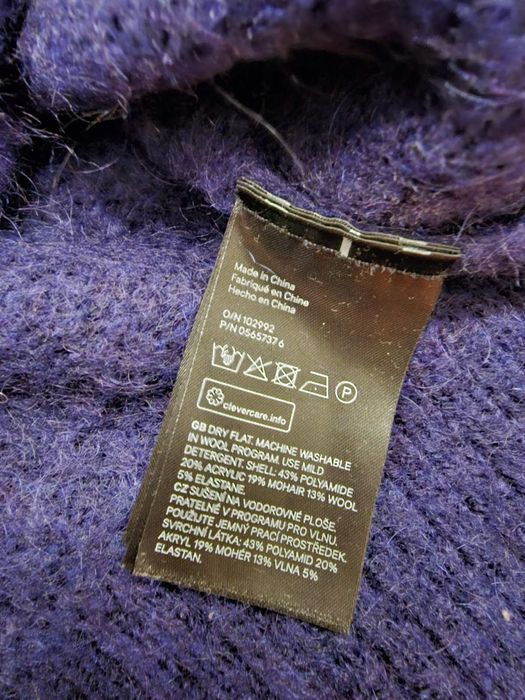 Made in China
Fabriqué en Chine
Hecho en China
O/N 102992
P/N 0565737 6
P
clevercare.info
GB DRY FLAT. MACHINE WASHABLE
IN WOOL PROGRAM. USE MILD
DETERGENT. SHELL: 43% POLYAMIDE
20% ACRYLIC 19% MOHAIR 13% WOOL
5% ELASTANE.
CZ SUŠENÍ NA VODOROVNÉ PLOŠE.
PRATELNÉ V PROGRAMU PRO VLNU.
POUŽIJTE JEMNÝ PRACÍ PROSTŘEDEK.
SVRCHNÍ LÁTKA: 43% POLYAMID 20%
AKRYL 19% MOHÉR 13% VLNA 5%
ELASTAN.